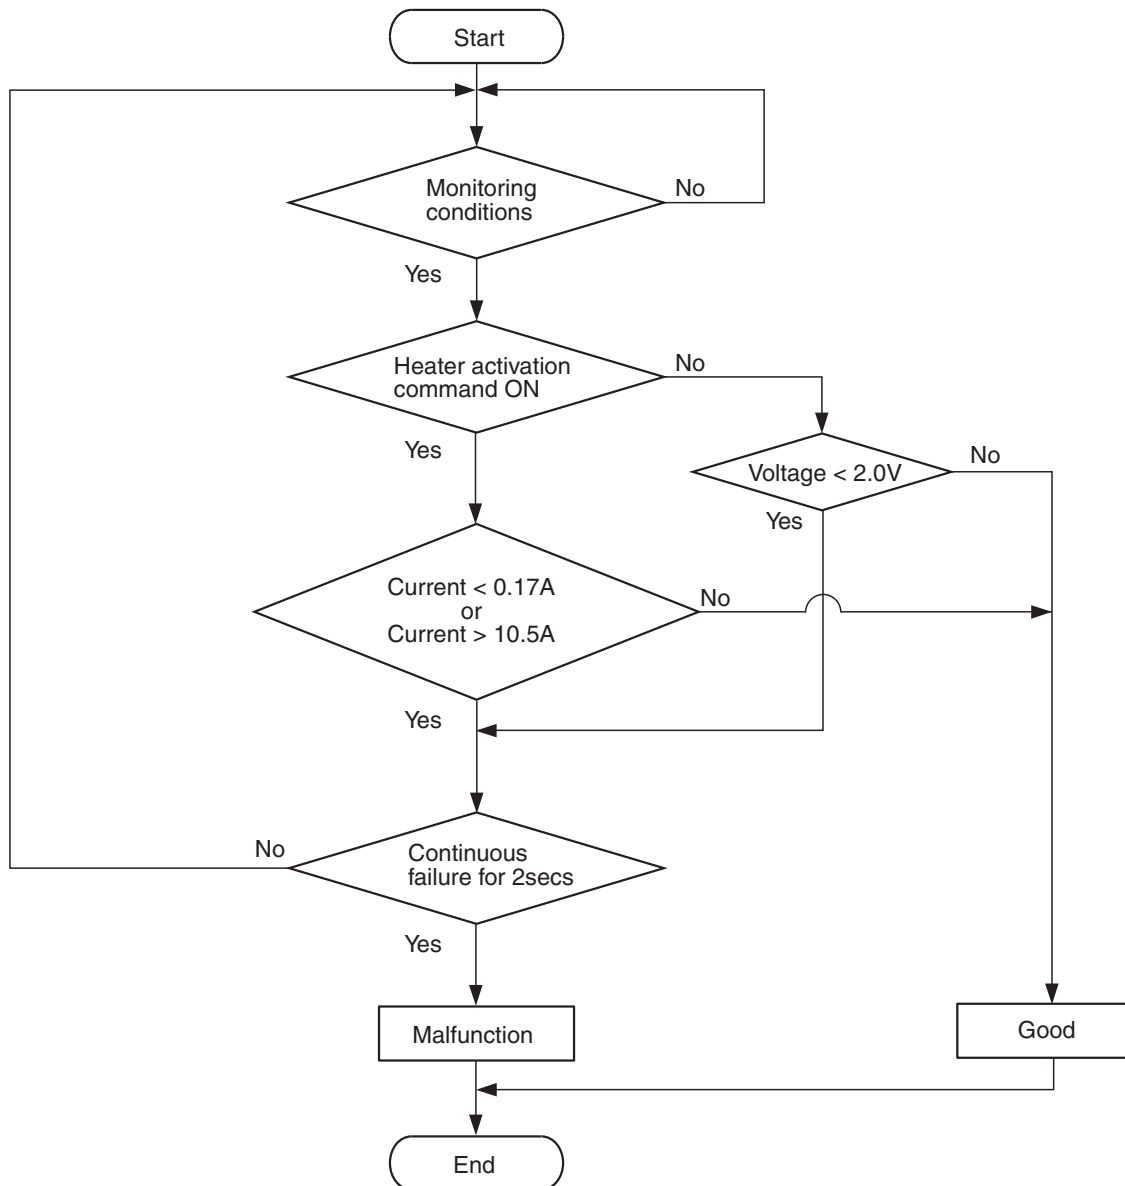 Start
Monitoring
conditions
No
Yes
Heater activation
command ON
No
Yes
Voltage < 2.0V
No
Yes
Current < 0.17A
or
Current > 10.5A
No
Yes
Continuous
failure for 2secs
No
Yes
Malfunction
Good
End